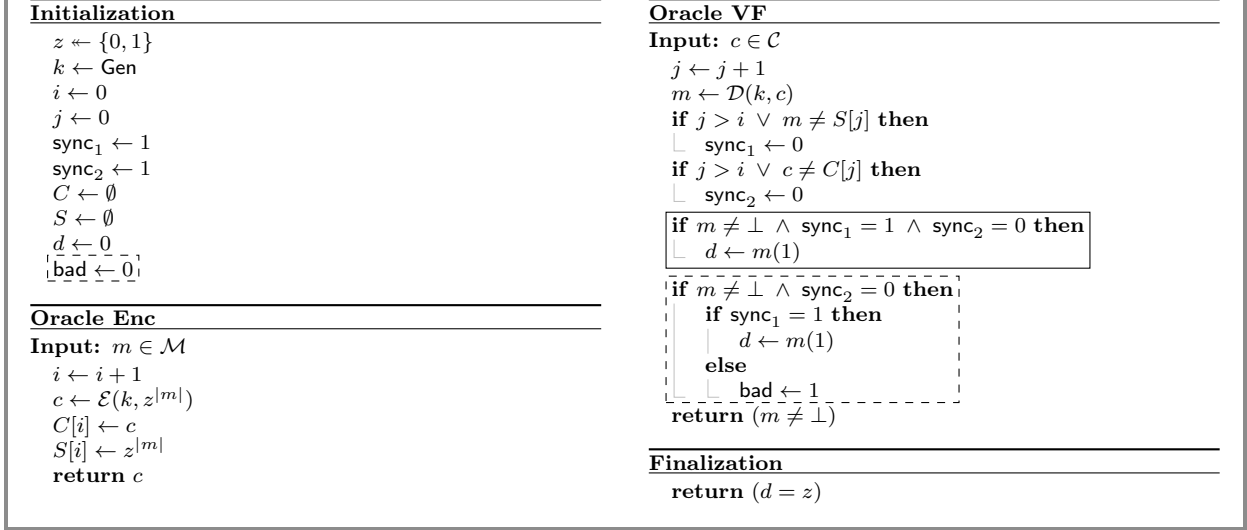 Initialization
z ↞ {0, 1}
k ← Gen
i ← 0
j ← 0
sync₁ ← 1
sync₂ ← 1
C ← ∅
S ← ∅
d ← 0
bad ← 0
Oracle Enc
Input: m ∈ ℳ
i ← i + 1
c ← ℰ(k, z^{|m|})
C[i] ← c
S[i] ← z^{|m|}
return c
Oracle VF
Input: c ∈ 𝒞
j ← j + 1
m ← 𝒟(k, c)
if j > i ∨ m ≠ S[j] then
sync₁ ← 0
if j > i ∨ c ≠ C[j] then
sync₂ ← 0
if m ≠ ⊥ ∧ sync₁ = 1 ∧ sync₂ = 0 then
d ← m(1)
if m ≠ ⊥ ∧ sync₂ = 0 then
if sync₁ = 1 then
d ← m(1)
else
bad ← 1
return (m ≠ ⊥)
Finalization
return (d = z)